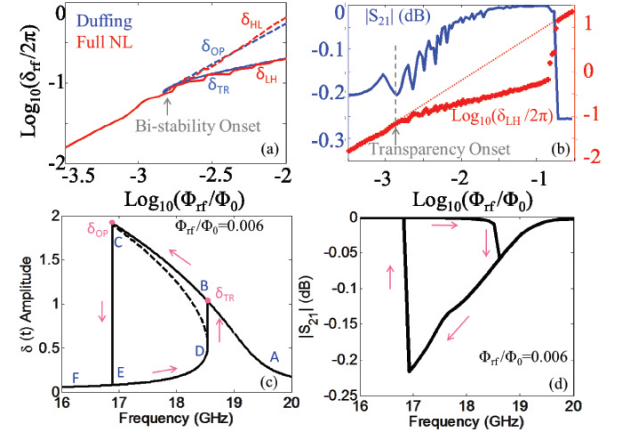 Log₁₀(δrf/2π)
0
-1
-2
-3.5
-3
-2.5
-2
Duffing
Full NL
δHL
δOP
δTR
δLH
Bi-stability Onset
(a)
Log₁₀(Φrf/Φ₀)
|S₂₁| (dB)
-0.0
-0.1
-0.2
-0.3
1
0
-1
-2
-3
-2
-1
Log₁₀(δLH/2π)
Transparency Onset
(b)
Log₁₀(Φrf/Φ₀)
δ (t) Amplitude
2
1.5
1
0.5
0
16
17
18
19
20
Frequency (GHz)
δOP
C
Φrf/Φ₀=0.006
B
δTR
D
A
F
E
(c)
|S₂₁| (dB)
0
-0.05
-0.1
-0.15
-0.2
-0.25
16
17
18
19
20
Frequency (GHz)
Φrf/Φ₀=0.006
(d)